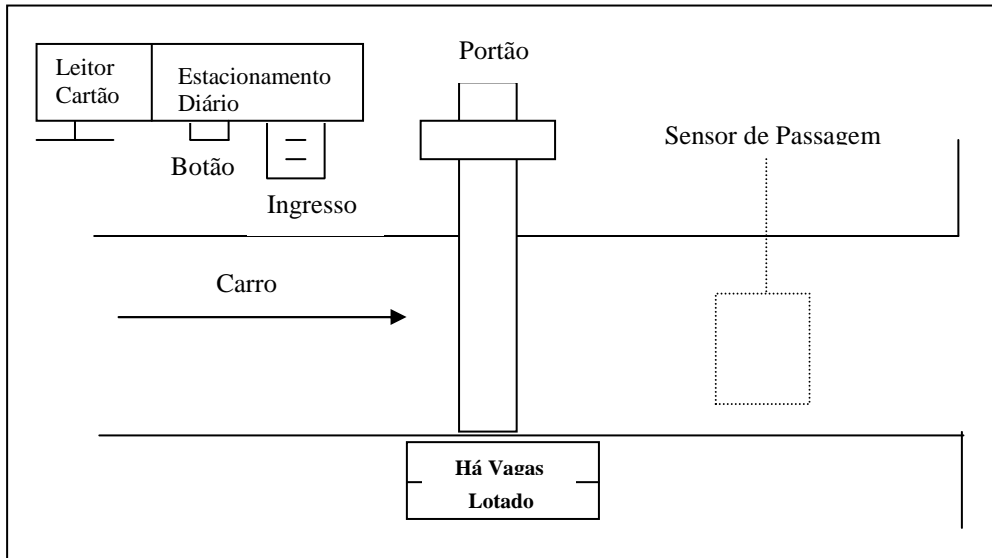 Leitor
Cartão
Estacionamento
Diário
Botão
Ingresso
Portão
Sensor de Passagem
Carro
Há Vagas
Lotado